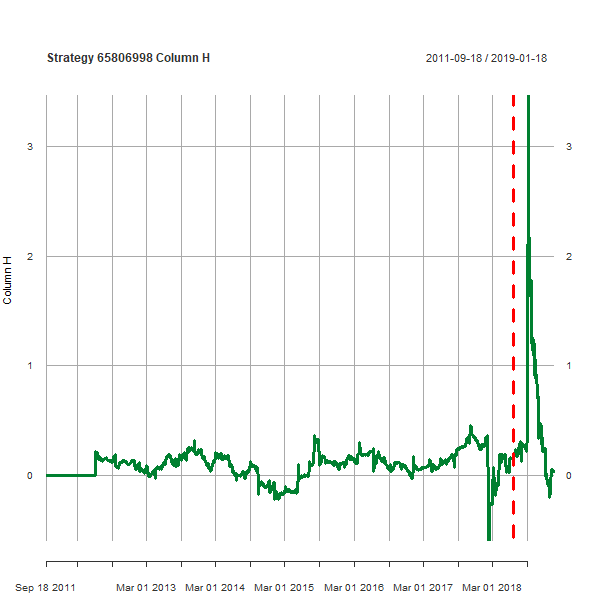 Strategy 65806998 Column H
2011-09-18 / 2019-01-18
3
3
2
2
1
1
0
0
Column H
Sep 18 2011
Mar 01 2013
Mar 01 2014
Mar 01 2015
Mar 01 2016
Mar 01 2017
Mar 01 2018